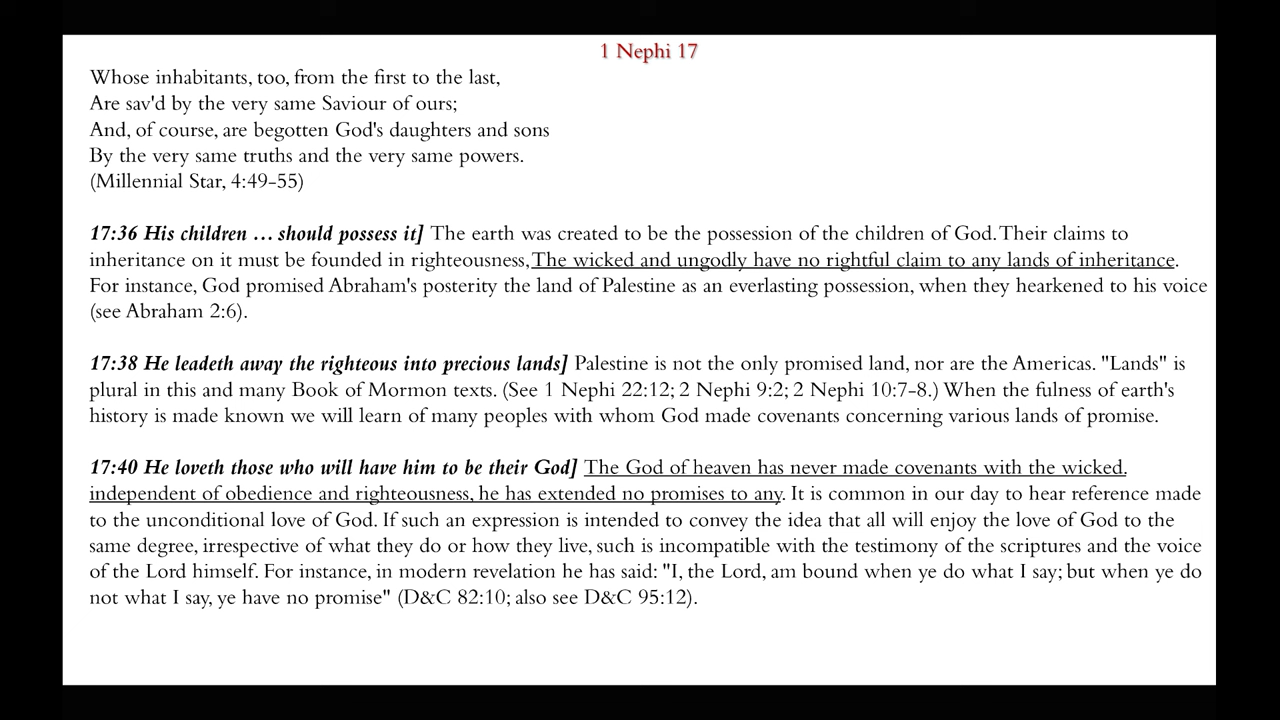 1 Nephi 17
Whose inhabitants, too, from the first to the last,
Are sav'd by the very same Saviour of ours;
And, of course, are begotten God's daughters and sons
By the very same truths and the very same powers.
(Millennial Star, 4:49-55)
17:36 His children … should possess it] The earth was created to be the possession of the children of God. Their claims to
inheritance on it must be founded in righteousness, The wicked and ungodly have no rightful claim to any lands of inheritance.
For instance, God promised Abraham's posterity the land of Palestine as an everlasting possession, when they hearkened to his voice
(see Abraham 2:6).
17:38 He leadeth away the righteous into precious lands] Palestine is not the only promised land, nor are the Americas. "Lands" is
plural in this and many Book of Mormon texts. (See 1 Nephi 22:12; 2 Nephi 9:2; 2 Nephi 10:7-8.) When the fulness of earth's
history is made known we will learn of many peoples with whom God made covenants concerning various lands of promise.
17:40 He loveth those who will have him to be their God] The God of heaven has never made covenants with the wicked.
independent of obedience and righteousness, he has extended no promises to any. It is common in our day to hear reference made
to the unconditional love of God. If such an expression is intended to convey the idea that all will enjoy the love of God to the
same degree, irrespective of what they do or how they live, such is incompatible with the testimony of the scriptures and the voice
of the Lord himself. For instance, in modern revelation he has said: "I, the Lord, am bound when ye do what I say; but when ye do
not what I say, ye have no promise" (D&C 82:10; also see D&C 95:12).